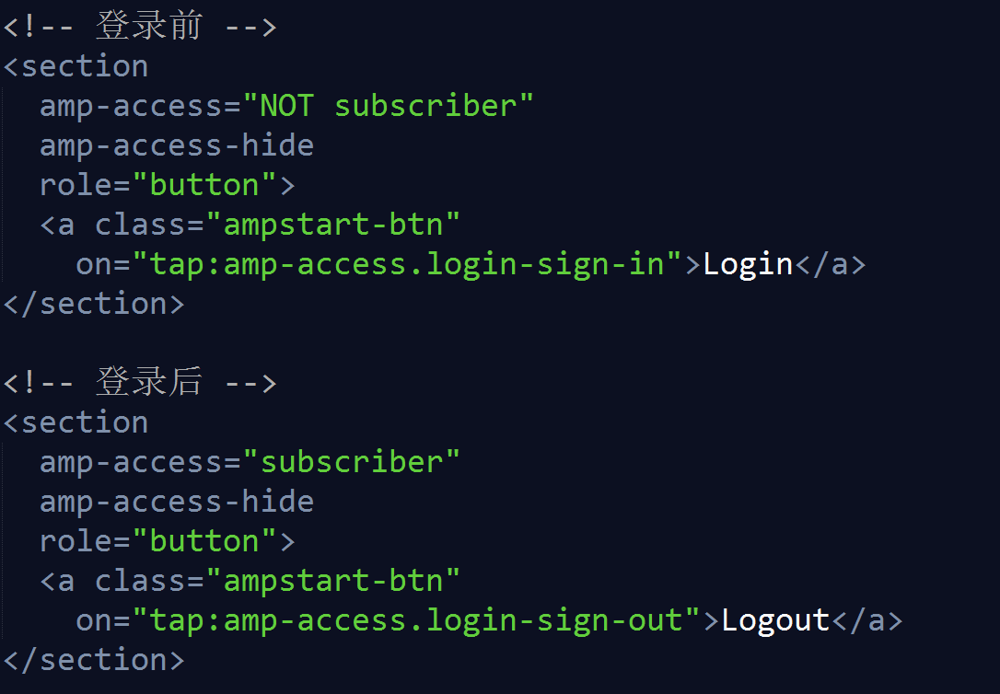 <!-- 登录前 -->
<section
  amp-access="NOT subscriber"
  amp-access-hide
  role="button">
  <a class="ampstart-btn"
    on="tap:amp-access.login-sign-in">Login</a>
</section>

<!-- 登录后 -->
<section
  amp-access="subscriber"
  amp-access-hide
  role="button">
  <a class="ampstart-btn"
    on="tap:amp-access.login-sign-out">Logout</a>
</section>